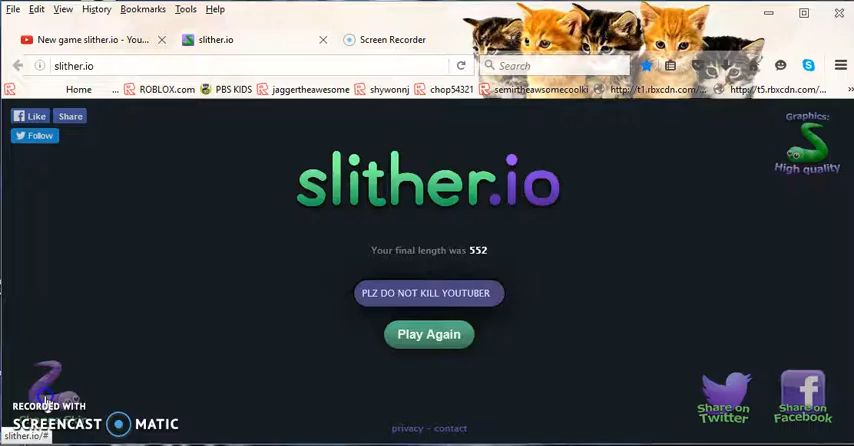 File Edit View History Bookmarks Tools Help
New game slither.io - You...
slither.io
Screen Recorder
slither.io
Search
Home ... ROBLOX.com PBS KIDS jaggertheawesome shywonnj chop54321 semirtheawsomecoolki http://t1.rbxcdn.com/... http://t5.rbxcdn.com/...
Like Share
Follow
Graphics:
High quality
slither.io
Your final length was 552
PLZ DO NOT KILL YOUTUBER
Play Again
RECORDED WITH
SCREENCAST MATIC
Share on
Twitter
Share on
Facebook
privacy - contact
slither.io/#